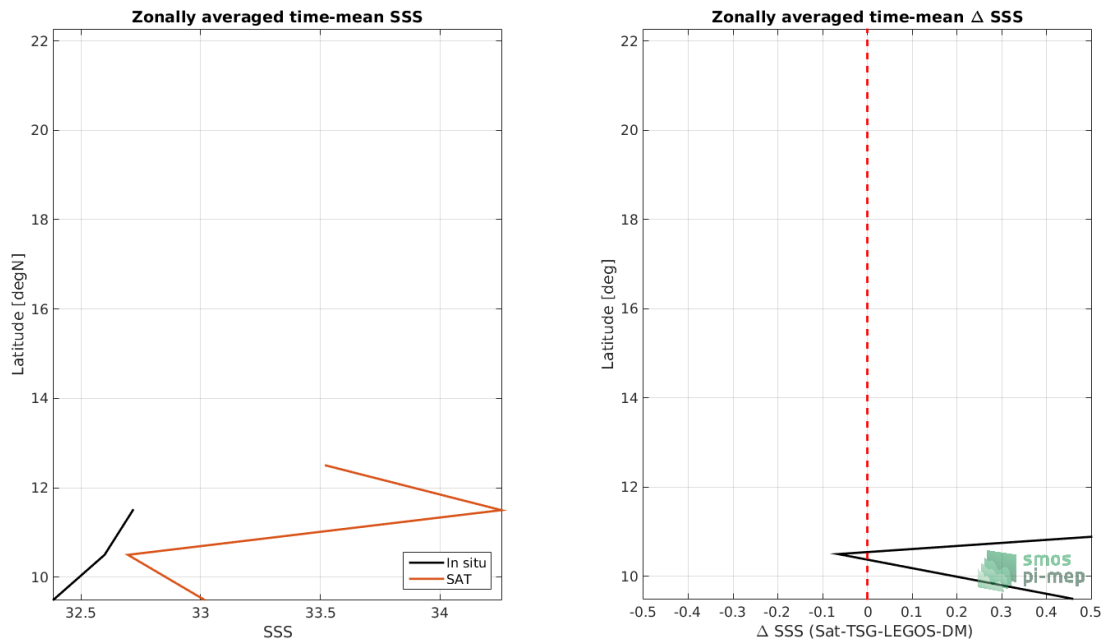 Zonally averaged time-mean SSS
22
20
18
16
14
12
10
Latitude [degN]
32.5
33
33.5
34
SSS
In situ
SAT
Zonally averaged time-mean Δ SSS
22
20
18
16
14
12
10
Latitude [deg]
-0.5
-0.4
-0.3
-0.2
-0.1
0
0.1
0.2
0.3
0.4
0.5
Δ SSS (Sat-TSG-LEGOS-DM)
smos
pi-mep